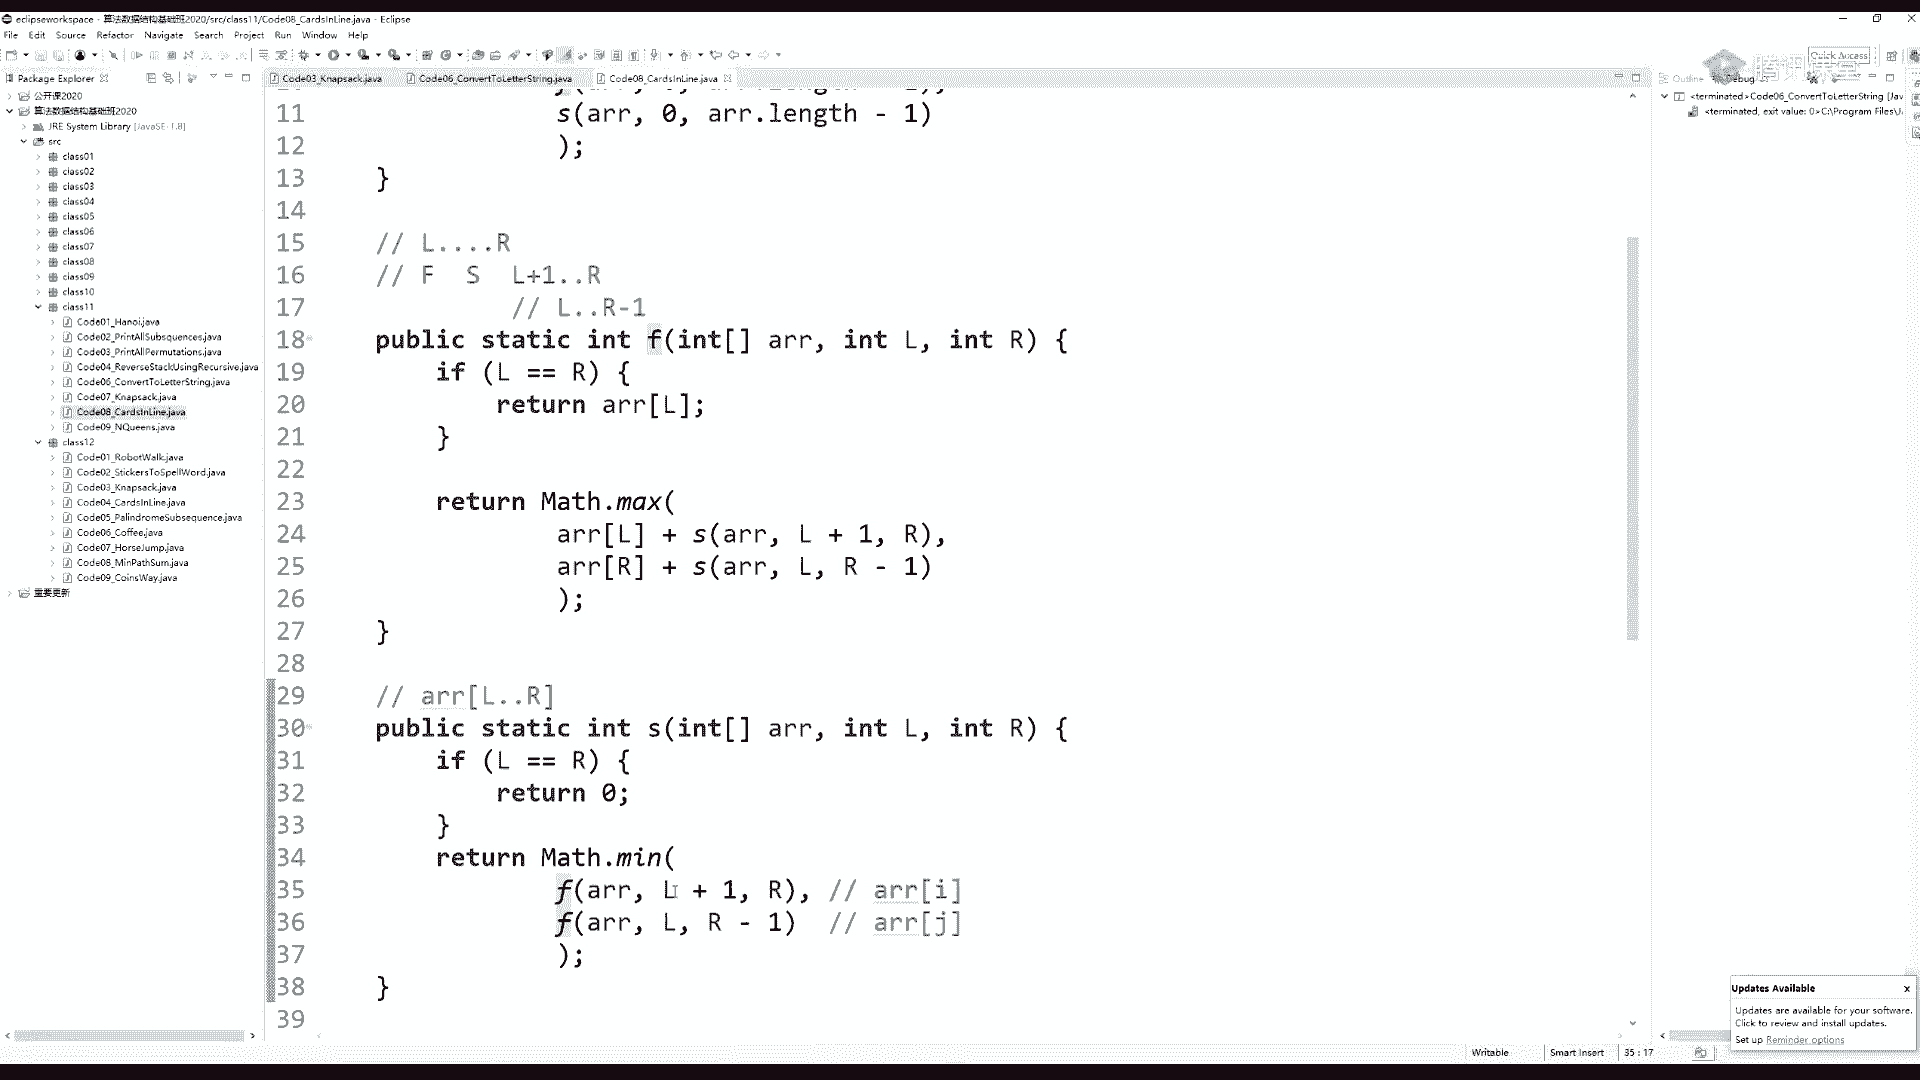 eclipseworkspace - 算法数据结构基础班2020/src/class11/Code08_CardsInLine.java - Eclipse
File Edit Source Refactor Navigate Search Project Run Window Help
Quick Access
腾讯课堂
Package Explorer
Code03_Knapsack.java
Code06_ConvertToLetterString.java
Code08_CardsInLine.java
Outline
Debug
公开课2020
算法数据结构基础班2020
JRE System Library [JavaSE-1.8]
src
class01
class02
class03
class04
class05
class06
class07
class08
class09
class10
class11
Code01_Hanoi.java
Code02_PrintAllSubsquences.java
Code03_PrintAllPermutations.java
Code04_ReverseStackUsingRecursive.java
Code06_ConvertToLetterString.java
Code07_Knapsack.java
Code08_CardsInLine.java
Code09_NQueens.java
class12
Code01_RobotWalk.java
Code02_StickersToSpellWord.java
Code03_Knapsack.java
Code04_CardsInLine.java
Code05_PalindromeSubsequence.java
Code06_Coffee.java
Code07_HorseJump.java
Code08_MinPathSum.java
Code09_CoinsWay.java
重要更新
11 s(arr, 0, arr.length - 1)
12 );
13 }
14
15 // L....R
16 // F S L+1..R
17 // L..R-1
18 public static int f(int[] arr, int L, int R) {
19 if (L == R) {
20 return arr[L];
21 }
22
23 return Math.max(
24 arr[L] + s(arr, L + 1, R),
25 arr[R] + s(arr, L, R - 1)
26 );
27 }
28
29 // arr[L..R]
30 public static int s(int[] arr, int L, int R) {
31 if (L == R) {
32 return 0;
33 }
34 return Math.min(
35 f(arr, L + 1, R), // arr[i]
36 f(arr, L, R - 1) // arr[j]
37 );
38 }
39
<terminated> Code06_ConvertToLetterString [Jav
<terminated, exit value: 0>C:\Program Files\J
Updates Available x
Updates are available for your software.
Click to review and install updates.
Set up Reminder options
Writable Smart Insert 35 : 17